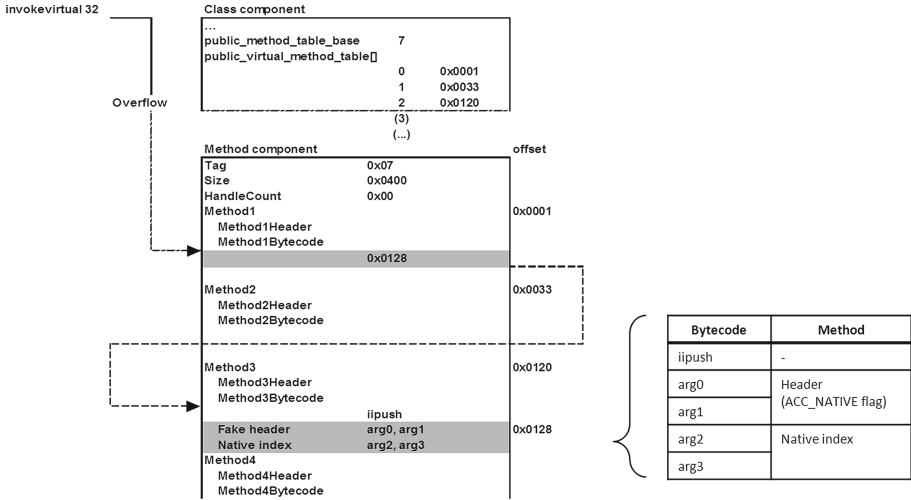 invokevirtual 32
Class component
...
public_method_table_base 7
public_virtual_method_table[]
0 0x0001
1 0x0033
2 0x0120
(3)
(...)
Overflow
Method component offset
Tag 0x07
Size 0x0400
HandleCount 0x00
Method1 0x0001
Method1Header
Method1Bytecode
0x0128
Method2 0x0033
Method2Header
Method2Bytecode
Method3 0x0120
Method3Header
Method3Bytecode
iipush
Fake header arg0, arg1 0x0128
Native index arg2, arg3
Method4
Method4Header
Method4Bytecode
Bytecode Method
iipush -
arg0 Header
(ACC_NATIVE flag)
arg1
arg2 Native index
arg3